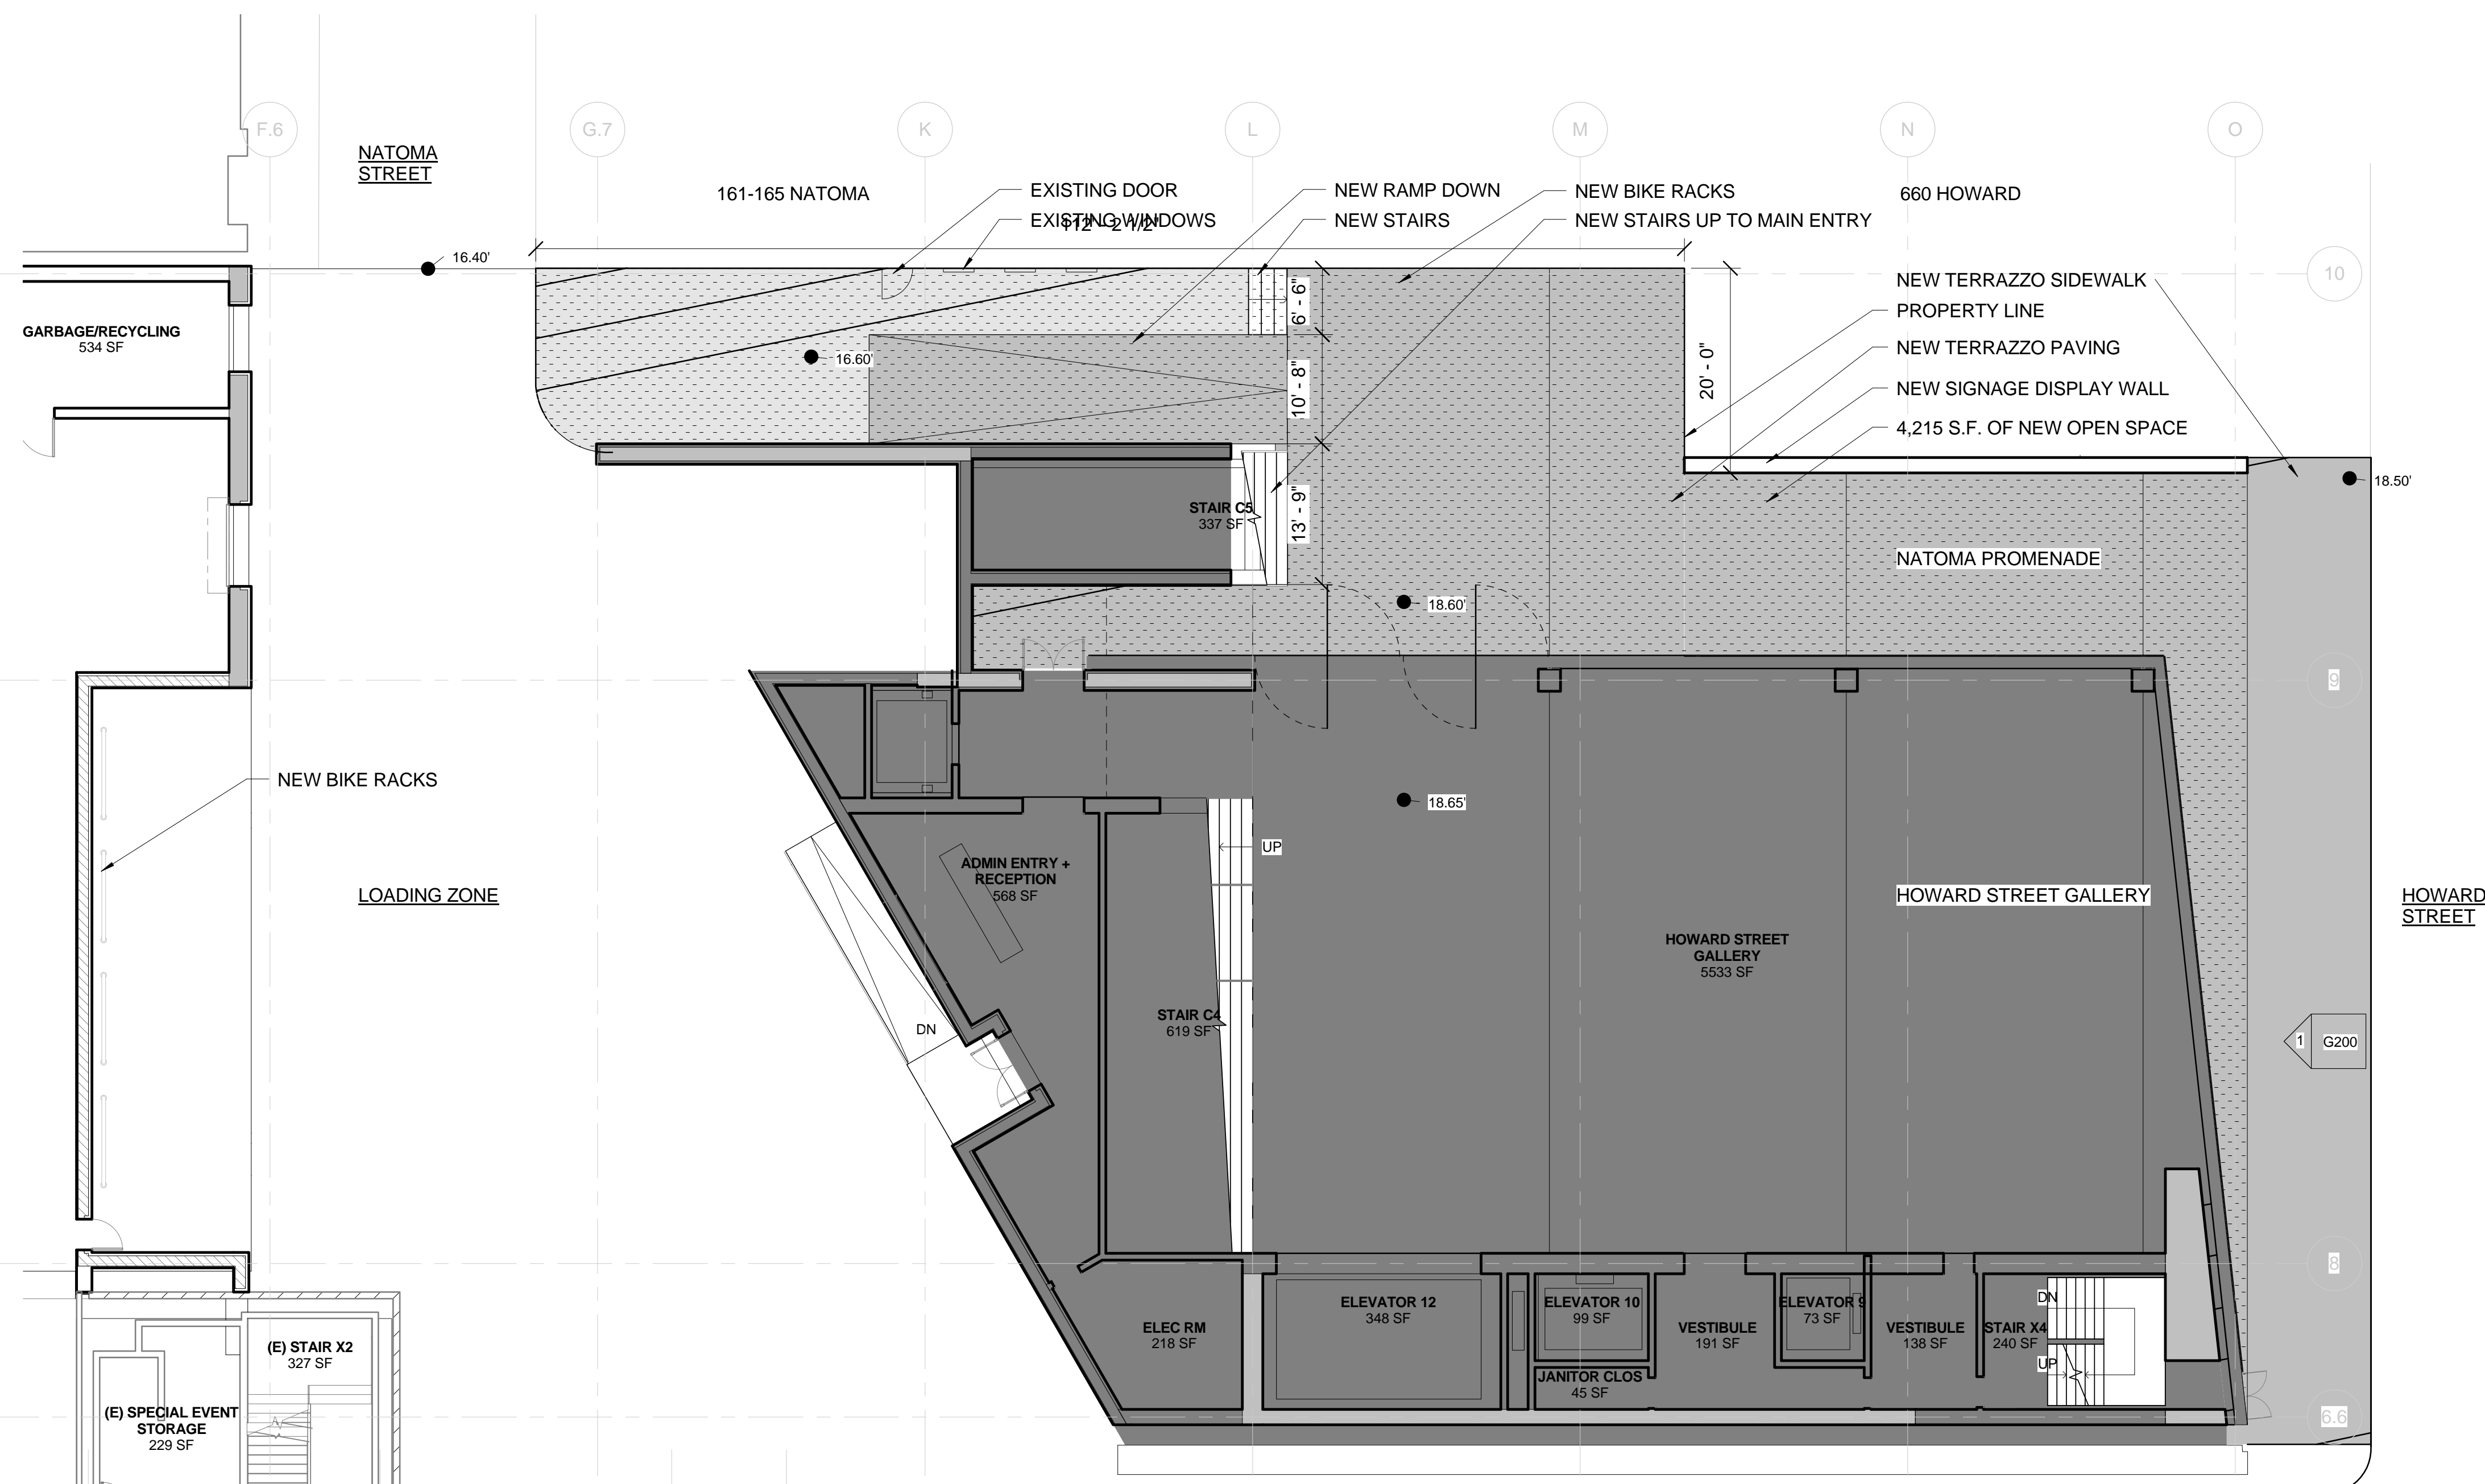 F.6
G.7
K
L
M
N
O
NATOMA
STREET
161-165 NATOMA
EXISTING DOOR
EXISTING WINDOWS
112' - 2 1/2"
NEW RAMP DOWN
NEW STAIRS
NEW BIKE RACKS
NEW STAIRS UP TO MAIN ENTRY
660 HOWARD
16.40'
10
NEW TERRAZZO SIDEWALK
PROPERTY LINE
NEW TERRAZZO PAVING
NEW SIGNAGE DISPLAY WALL
4,215 S.F. OF NEW OPEN SPACE
6' - 6"
10' - 8"
13' - 9"
20' - 0"
GARBAGE/RECYCLING
534 SF
16.60'
18.50'
STAIR C5
337 SF
NATOMA PROMENADE
18.60'
9
NEW BIKE RACKS
18.65'
UP
ADMIN ENTRY +
RECEPTION
568 SF
LOADING ZONE
HOWARD STREET GALLERY
HOWARD
STREET
HOWARD STREET
GALLERY
5533 SF
STAIR C4
619 SF
DN
1
G200
8
ELEC RM
218 SF
ELEVATOR 12
348 SF
ELEVATOR 10
99 SF
JANITOR CLOS
45 SF
VESTIBULE
191 SF
ELEVATOR 9
73 SF
VESTIBULE
138 SF
STAIR X4
240 SF
DN
UP
(E) STAIR X2
327 SF
(E) SPECIAL EVENT
STORAGE
229 SF
6.6